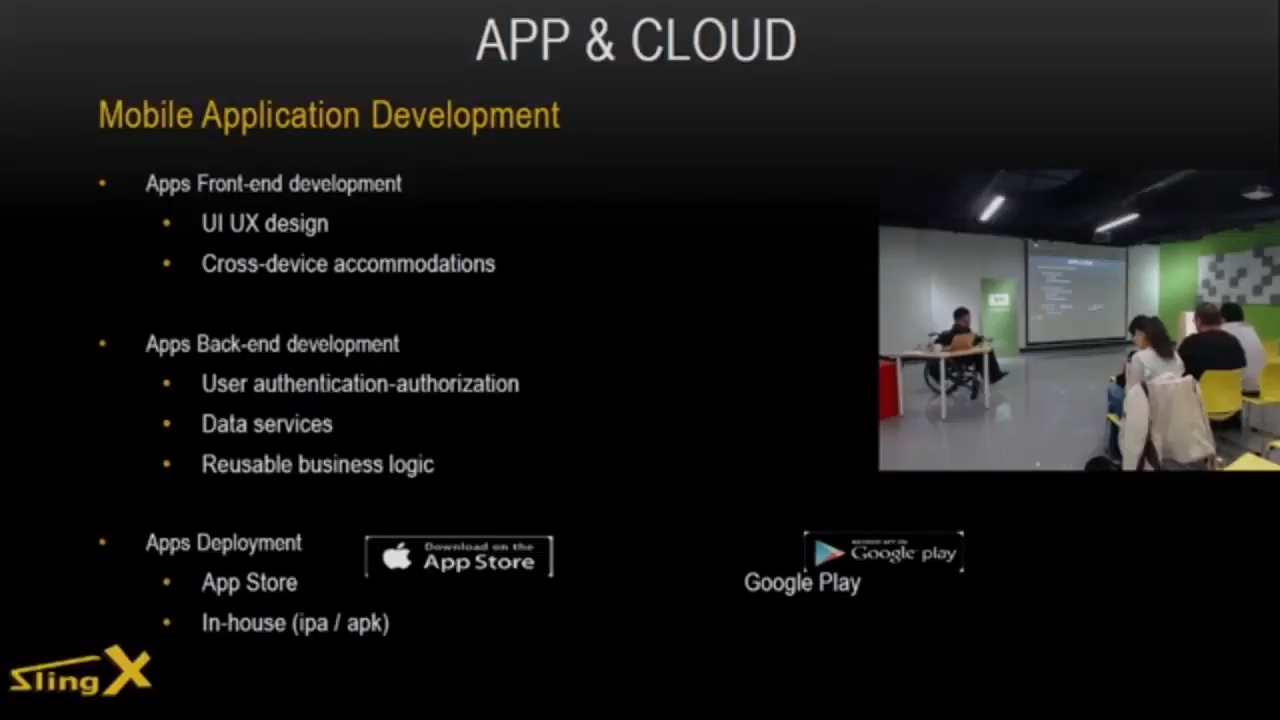 APP & CLOUD
Mobile Application Development
• Apps Front-end development
• UI UX design
• Cross-device accommodations
• Apps Back-end development
• User authentication-authorization
• Data services
• Reusable business logic
• Apps Deployment
Download on the
App Store
Google play
• App Store
Google Play
• In-house (ipa / apk)
SlingX